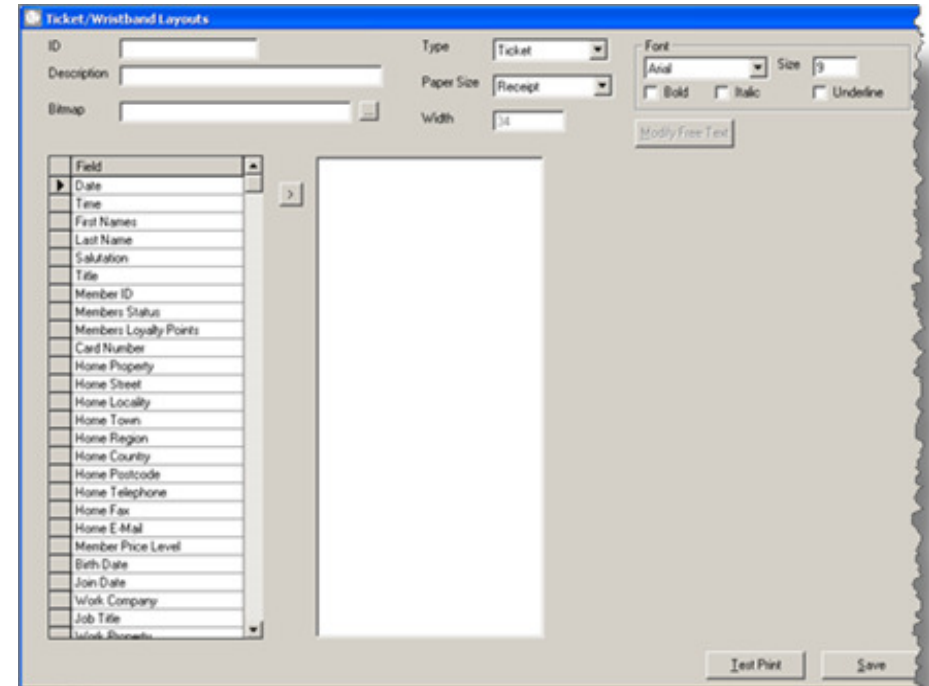 Ticket/Wristband Layouts
ID
Type Ticket
Font
Arial Size 9
Description
Paper Size Receipt
Bold Italic Underline
Bitmap ...
Width 34
Modify Free Text
Field
>
Date
Time
First Names
Last Name
Salutation
Title
Member ID
Members Status
Members Loyalty Points
Card Number
Home Property
Home Street
Home Locality
Home Town
Home Region
Home Country
Home Postcode
Home Telephone
Home Fax
Home E-Mail
Member Price Level
Birth Date
Join Date
Work Company
Job Title
Work Property
Test Print Save